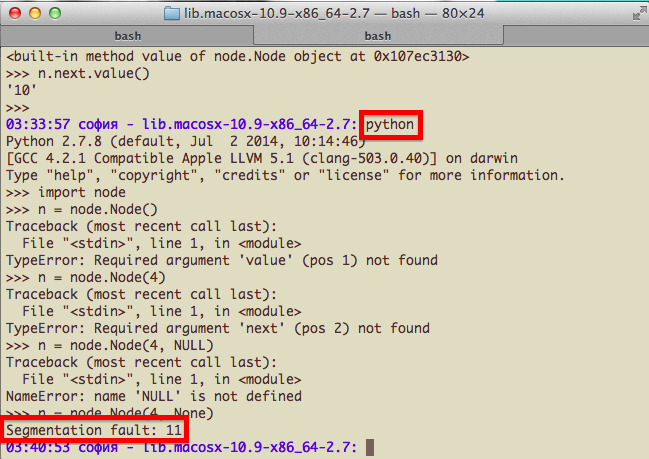 lib.macosx-10.9-x86_64-2.7 — bash — 80×24
bash bash
<built-in method value of node.Node object at 0x107ec3130>
>>> n.next.value()
'10'
>>>
03:33:57 софия - lib.macosx-10.9-x86_64-2.7: python
Python 2.7.8 (default, Jul  2 2014, 10:14:46)
[GCC 4.2.1 Compatible Apple LLVM 5.1 (clang-503.0.40)] on darwin
Type "help", "copyright", "credits" or "license" for more information.
>>> import node
>>> n = node.Node()
Traceback (most recent call last):
  File "<stdin>", line 1, in <module>
TypeError: Required argument 'value' (pos 1) not found
>>> n = node.Node(4)
Traceback (most recent call last):
  File "<stdin>", line 1, in <module>
TypeError: Required argument 'next' (pos 2) not found
>>> n = node.Node(4, NULL)
Traceback (most recent call last):
  File "<stdin>", line 1, in <module>
NameError: name 'NULL' is not defined
>>> n = node.Node(4, None)
Segmentation fault: 11
03:40:53 софия - lib.macosx-10.9-x86_64-2.7: